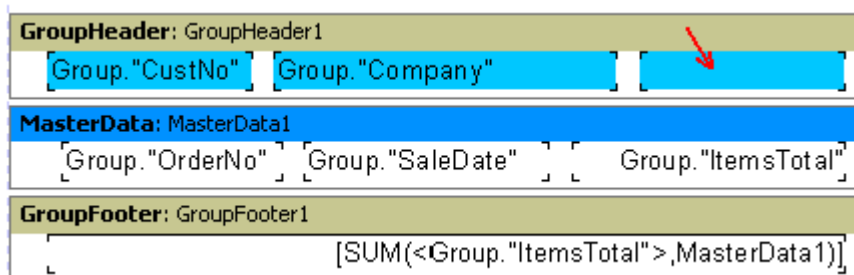 GroupHeader: GroupHeader1
Group."CustNo" Group."Company"
MasterData: MasterData1
Group."OrderNo" Group."SaleDate" Group."ItemsTotal"
GroupFooter: GroupFooter1
[SUM(<Group."ItemsTotal">,MasterData1)]